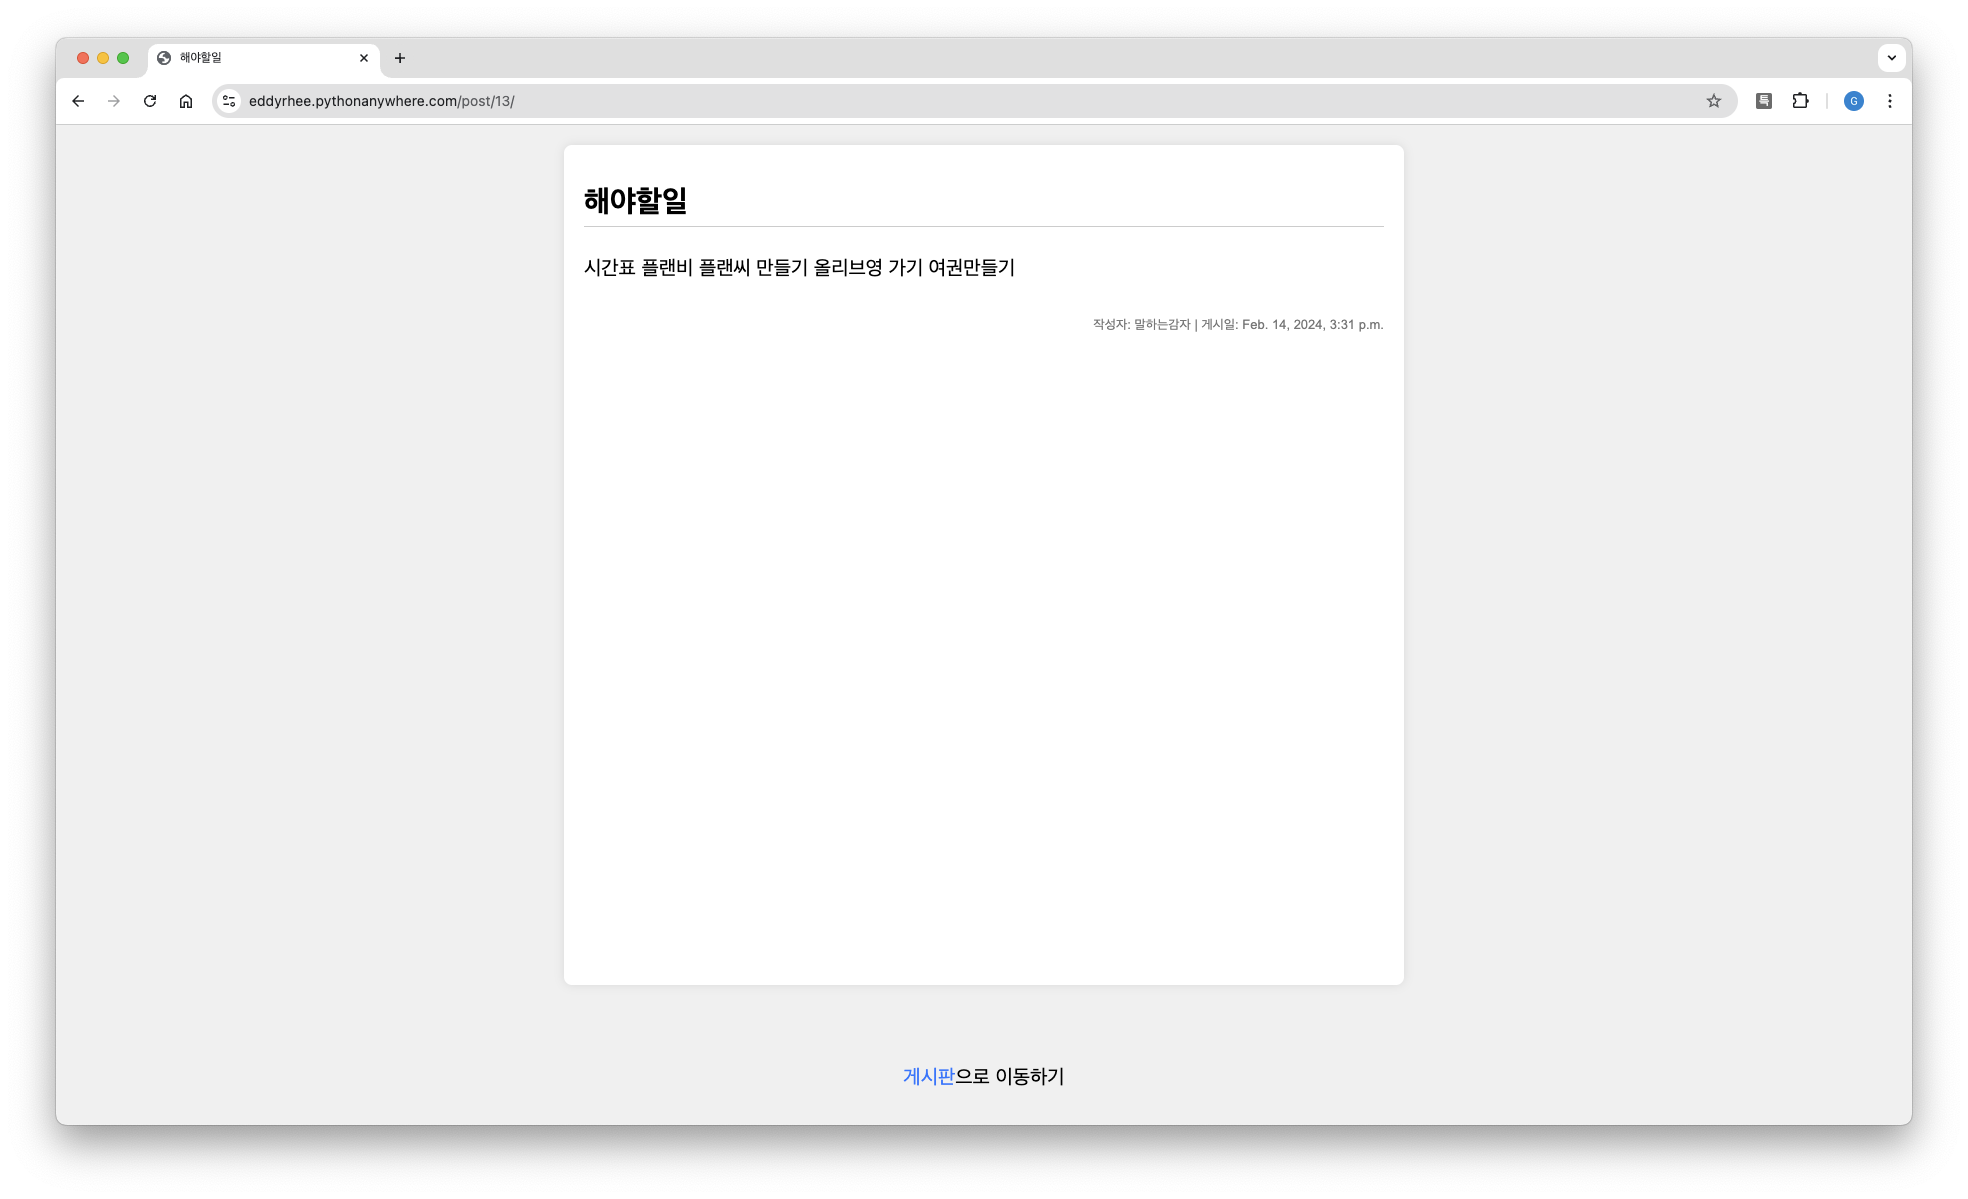 해야할일
eddyrhee.pythonanywhere.com/post/13/
특
G
해야할일
시간표 플랜비 플랜씨 만들기 올리브영 가기 여권만들기
작성자: 말하는감자 | 게시일: Feb. 14, 2024, 3:31 p.m.
게시판으로 이동하기